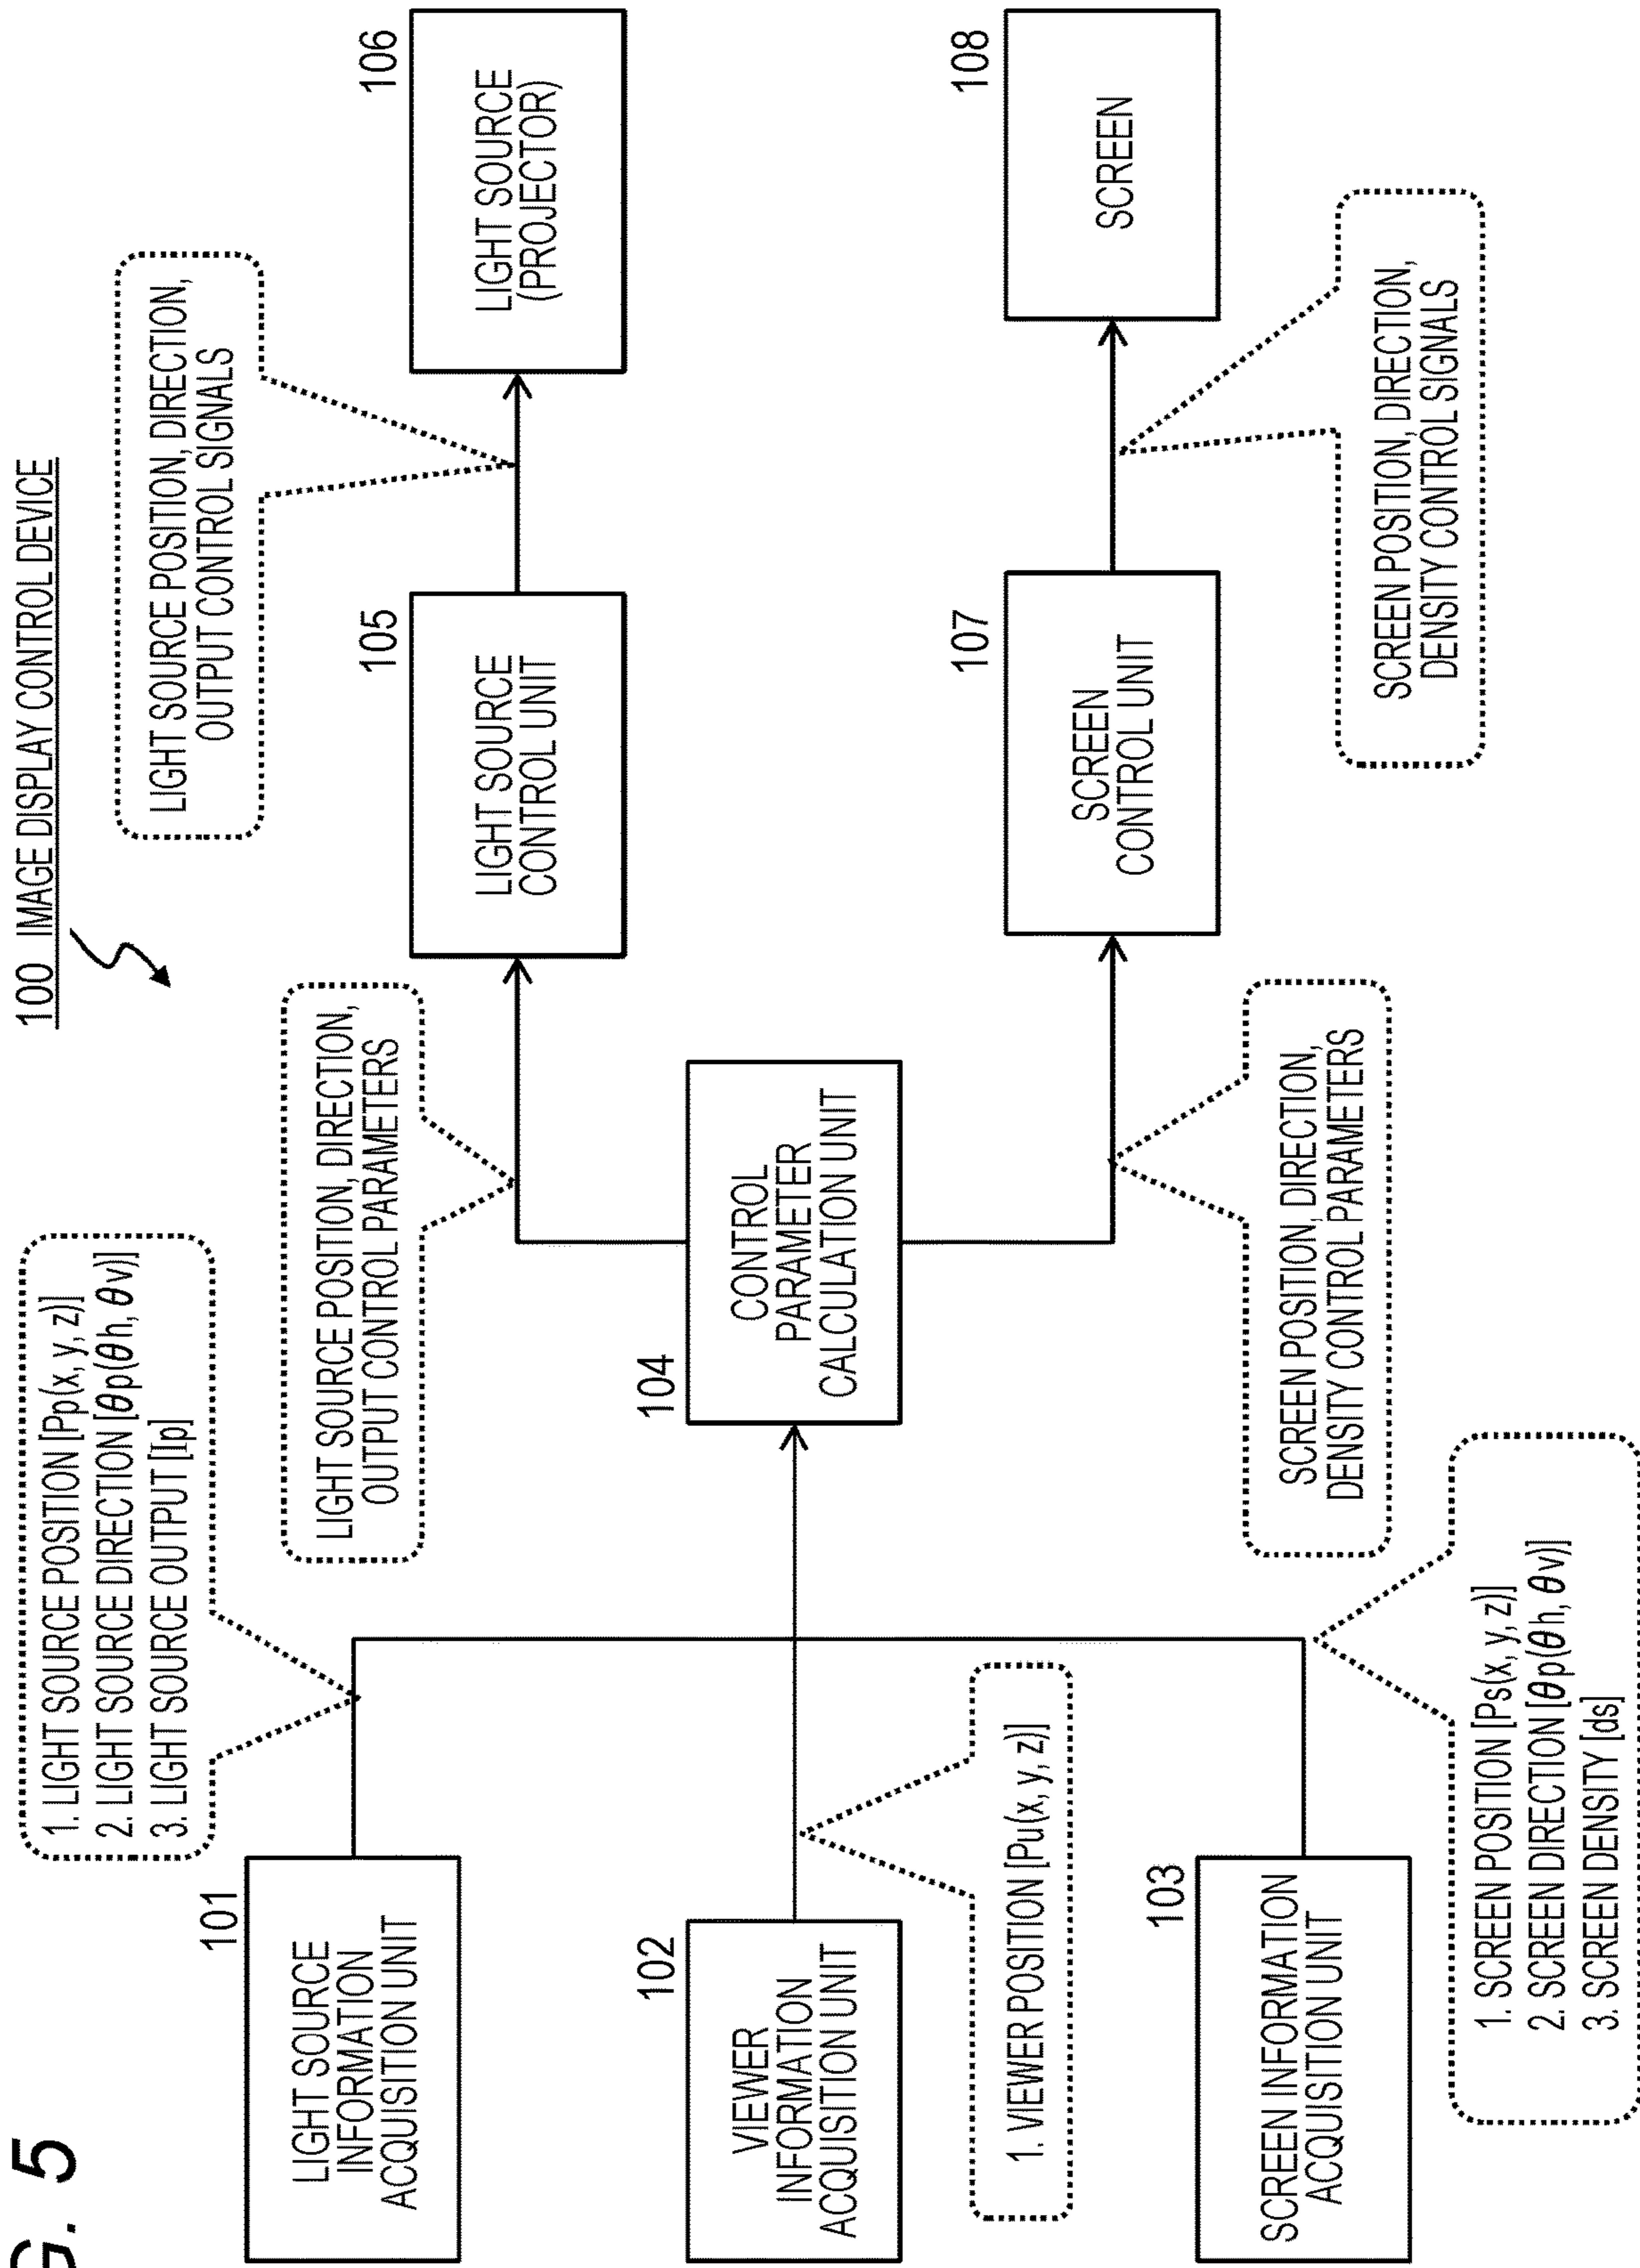 G. 5
100 IMAGE DISPLAY CONTROL DEVICE
1. LIGHT SOURCE POSITION [Pp(x, y, z)]
2. LIGHT SOURCE DIRECTION [θp(θh, θv)]
3. LIGHT SOURCE OUTPUT [Ip]
101
LIGHT SOURCE
INFORMATION
ACQUISITION UNIT
102
VIEWER
INFORMATION
ACQUISITION UNIT
1. VIEWER POSITION [Pu(x, y, z)]
103
SCREEN INFORMATION
ACQUISITION UNIT
1. SCREEN POSITION [Ps(x, y, z)]
2. SCREEN DIRECTION [θp(θh, θv)]
3. SCREEN DENSITY [ds]
104
CONTROL
PARAMETER
CALCULATION UNIT
LIGHT SOURCE POSITION, DIRECTION,
OUTPUT CONTROL PARAMETERS
SCREEN POSITION, DIRECTION,
DENSITY CONTROL PARAMETERS
105
LIGHT SOURCE
CONTROL UNIT
LIGHT SOURCE POSITION, DIRECTION,
OUTPUT CONTROL SIGNALS
106
LIGHT SOURCE
(PROJECTOR)
107
SCREEN
CONTROL UNIT
SCREEN POSITION, DIRECTION,
DENSITY CONTROL SIGNALS
108
SCREEN